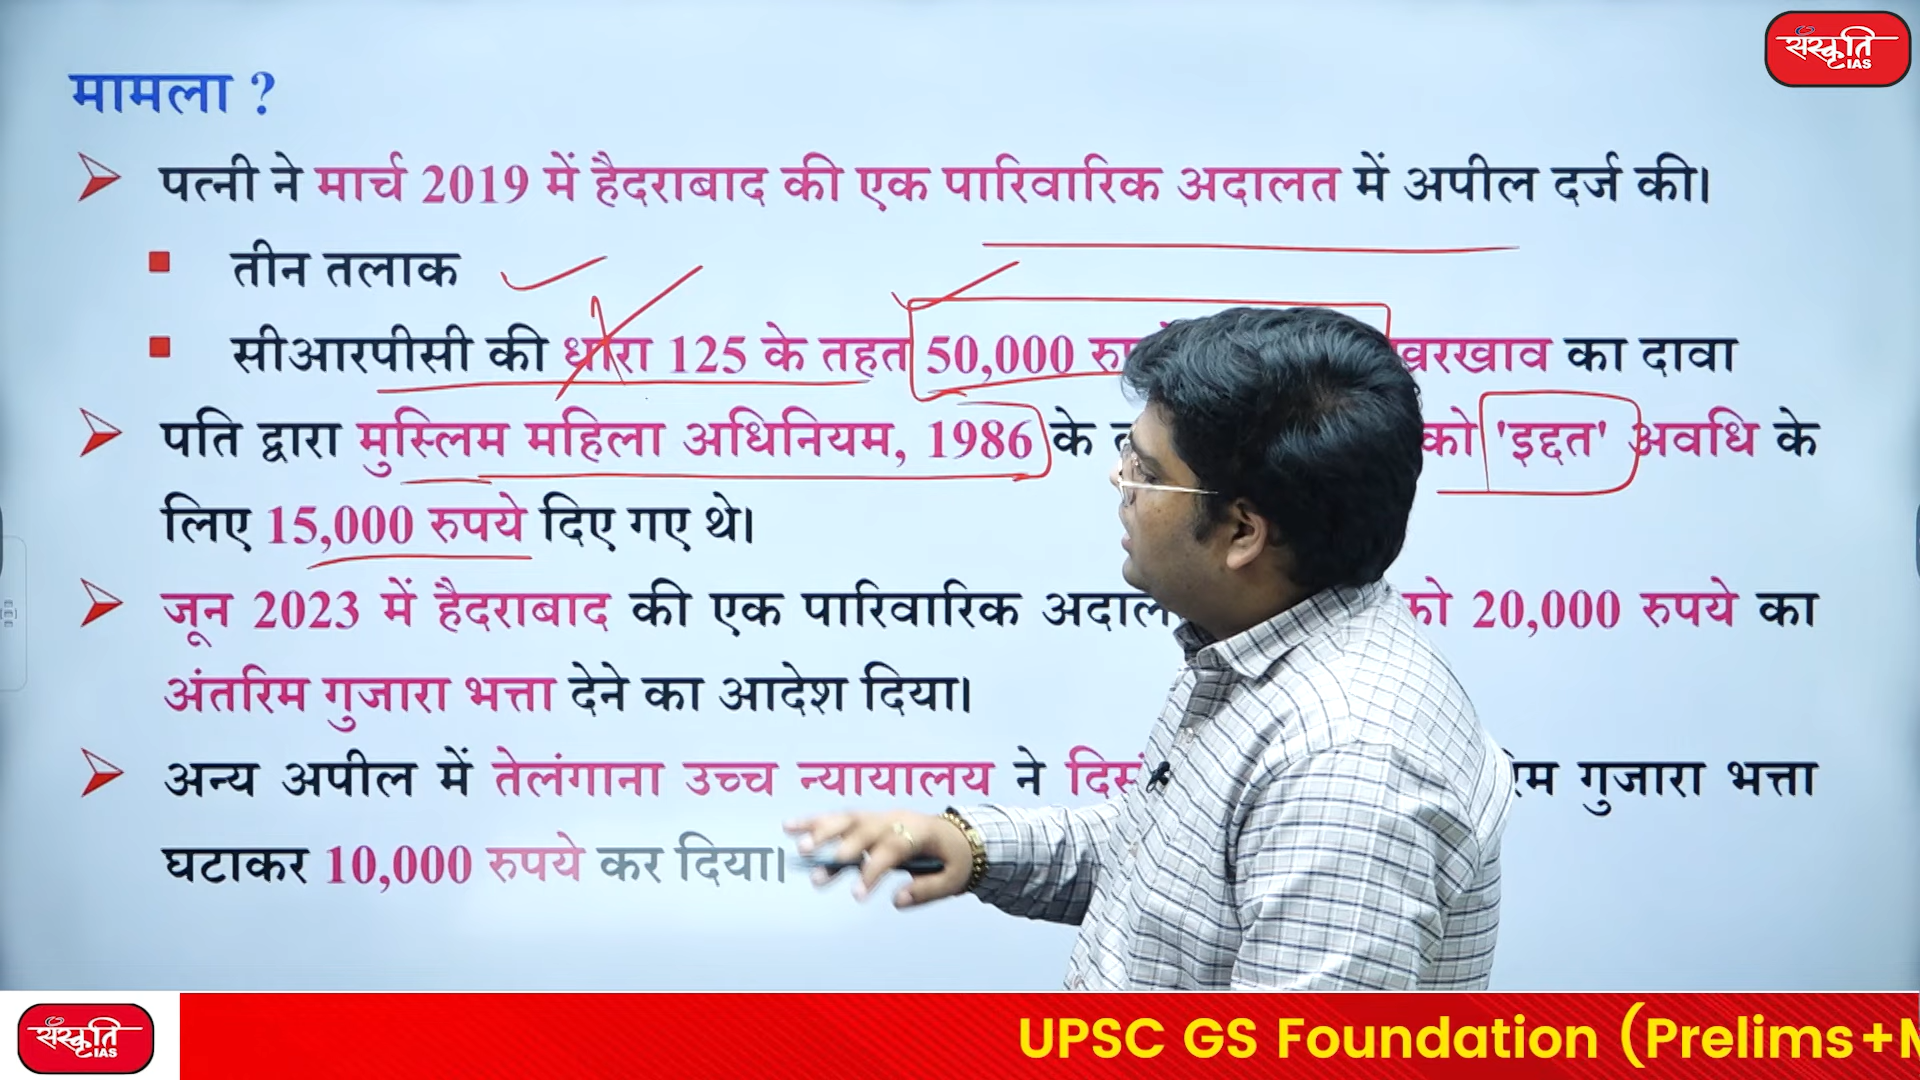 संस्कृति
IAS
मामला ?
पत्नी ने मार्च 2019 में हैदराबाद की एक पारिवारिक अदालत में अपील दर्ज की।
तीन तलाक
सीआरपीसी की धारा 125 के तहत 50,000 का दावा
पति द्वारा मुस्लिम महिला अधिनियम, 1986 के को 'इद्दत' अवधि के
लिए 15,000 रुपये दिए गए थे।
जून 2023 में हैदराबाद की एक पारिवारिक को 20,000 रुपये का
अंतरिम गुजारा भत्ता देने का आदेश दिया।
अन्य अपील में तेलंगाना उच्च न्यायालय ने गुजारा भत्ता
घटाकर 10,000 रुपये कर दिया।
संस्कृति
IAS
UPSC GS Foundation (Prelims+